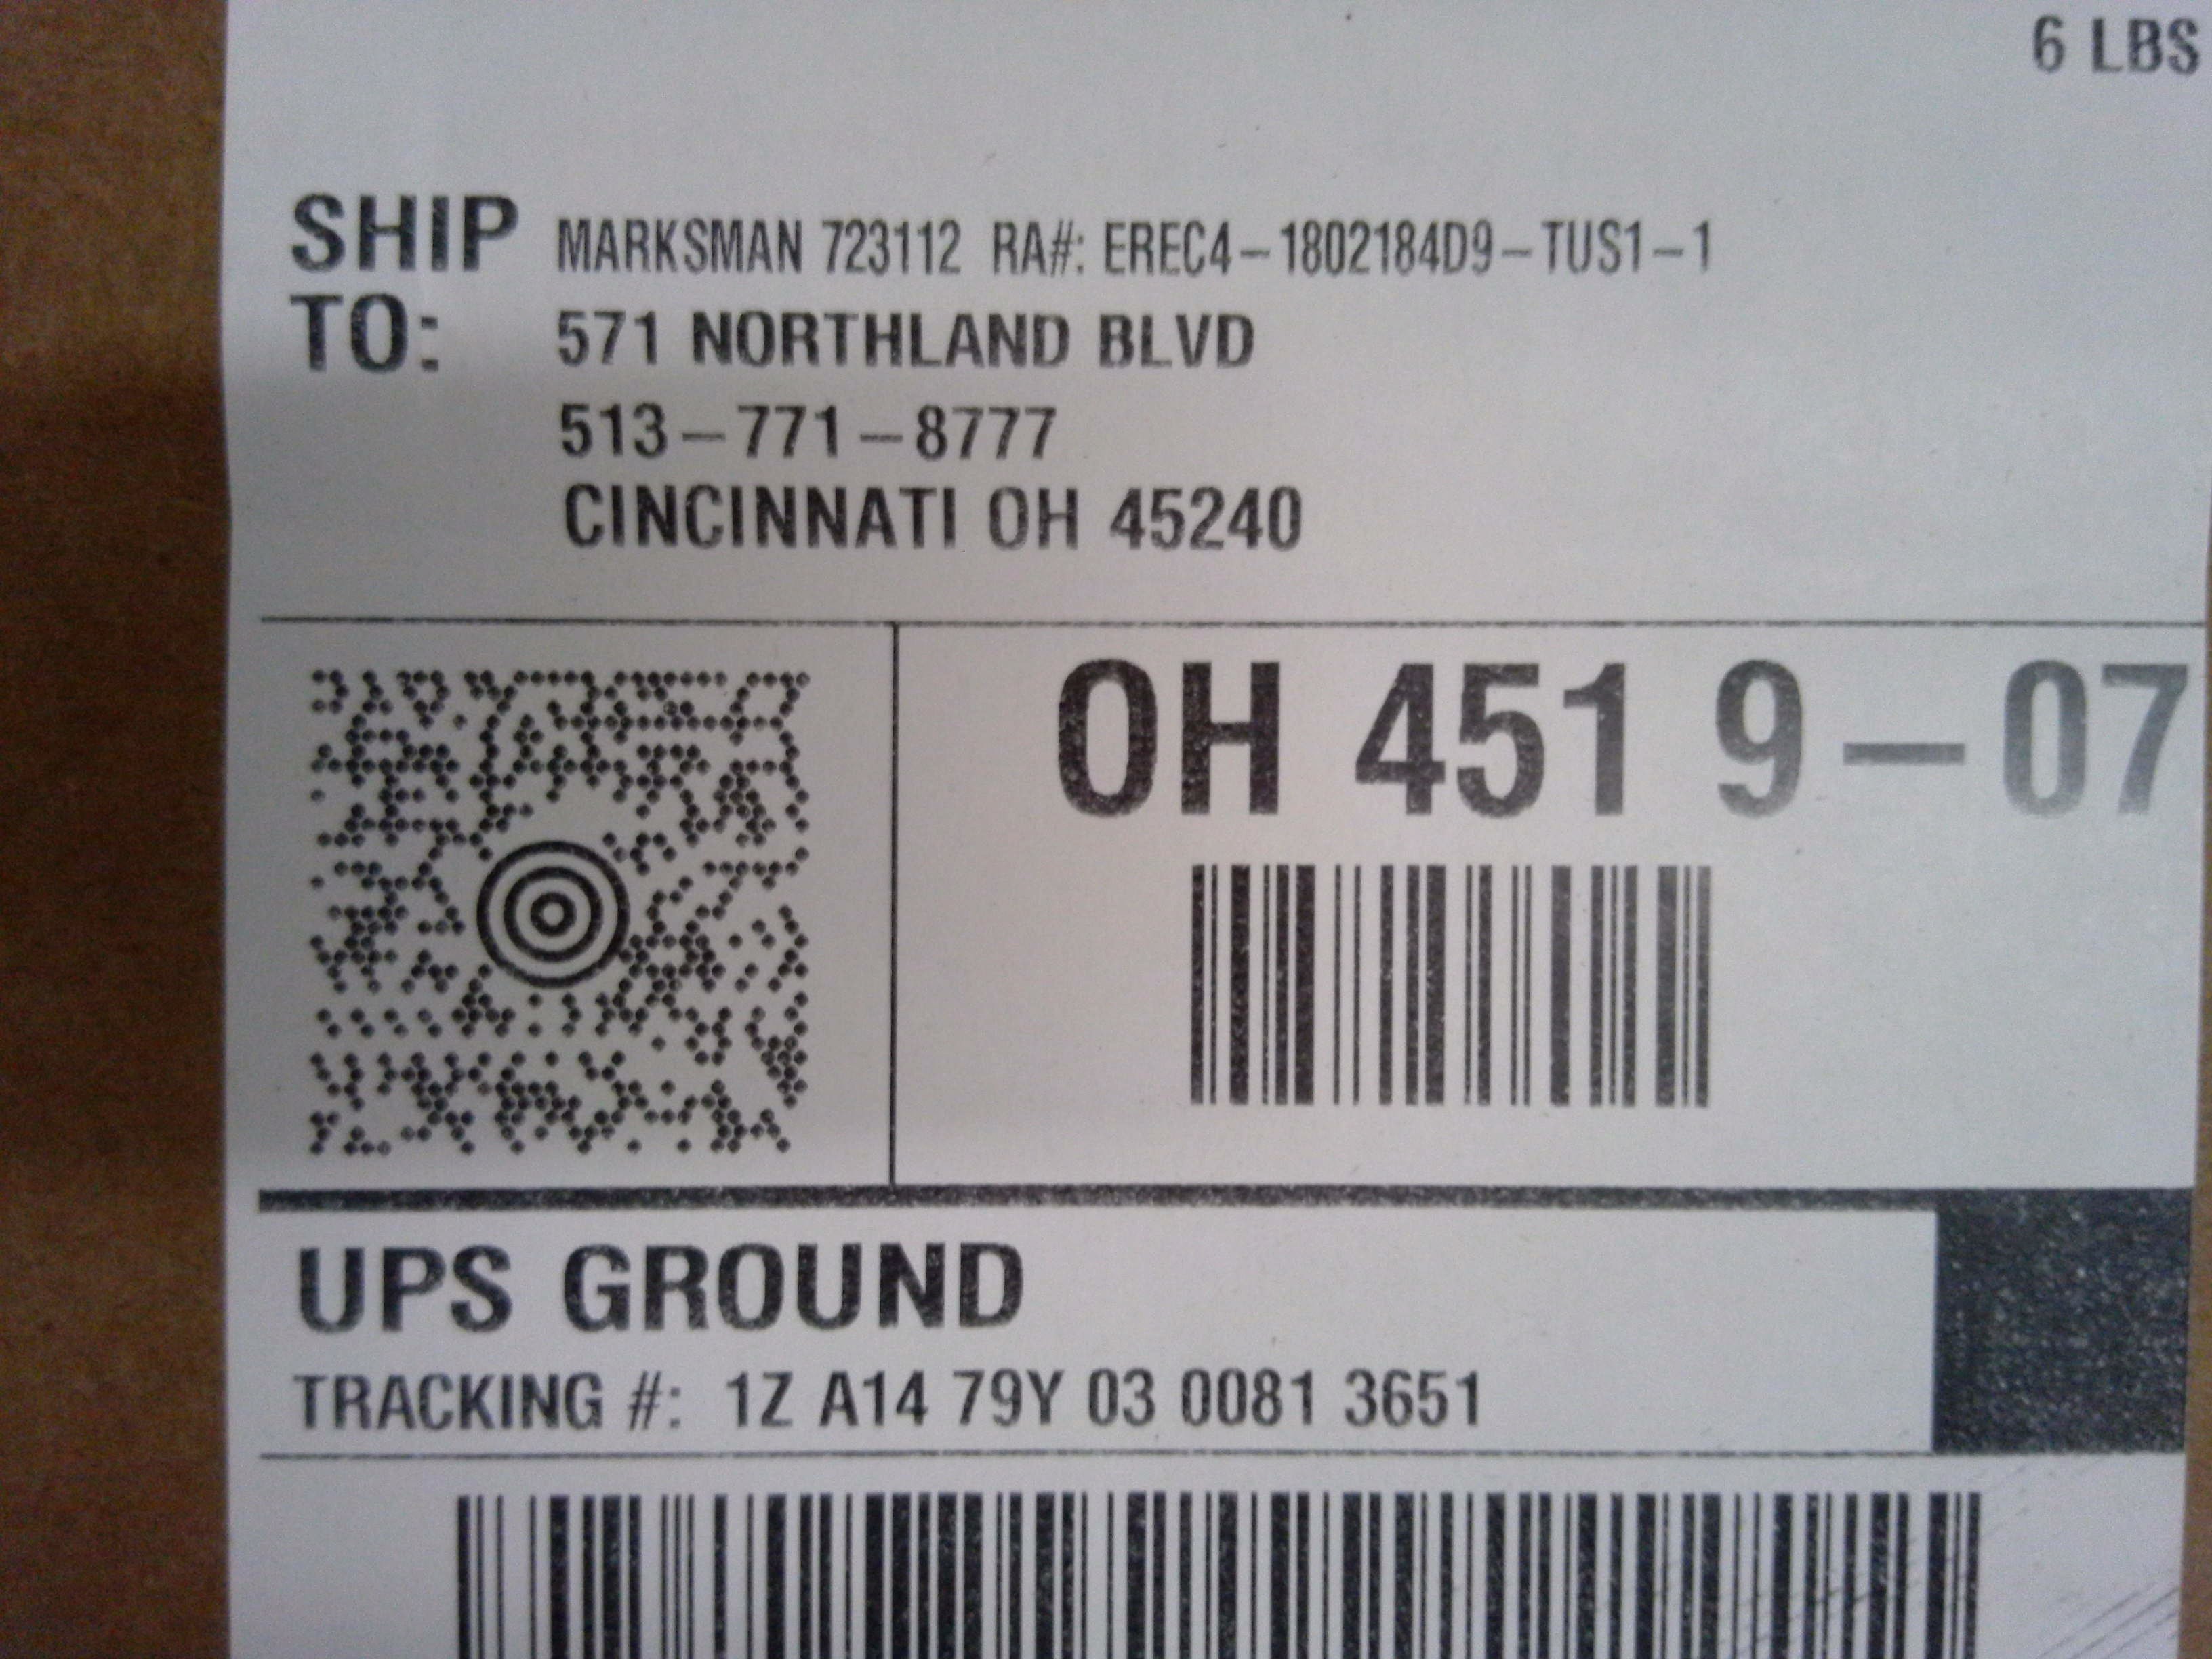 6 LBS
SHIP TO:
MARKSMAN 723112 RA#: EREC4-1802184D9-TUS1-1
571 NORTHLAND BLVD
513-771-8777
CINCINNATI OH 45240
OH 451 9-07
UPS GROUND
TRACKING #: 1Z A14 79Y 03 0081 3651